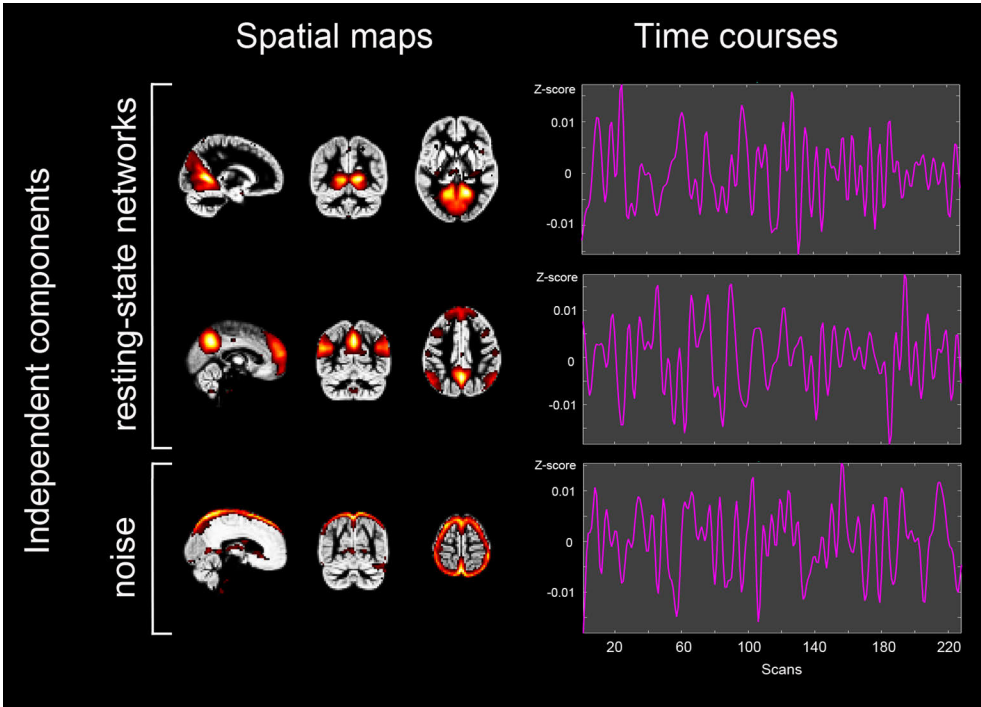 Spatial maps
Time courses
Independent components
resting-state networks
noise
Z-score
0.01
0
-0.01
Z-score
0.01
0
-0.01
Z-score
0.01
0
-0.01
20 60 100 140 180 220
Scans